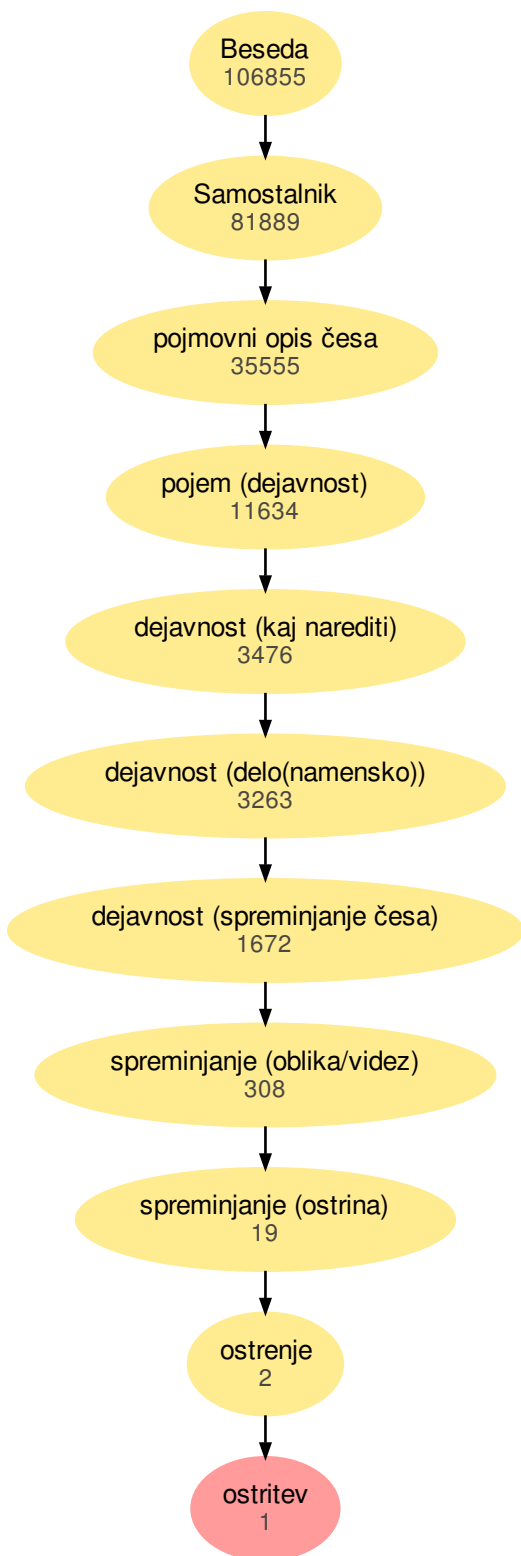 Beseda
106855
Samostalnik
81889
pojmovni opis česa
35555
pojem (dejavnost)
11634
dejavnost (kaj narediti)
3476
dejavnost (delo(namensko))
3263
dejavnost (spreminjanje česa)
1672
spreminjanje (oblika/videz)
308
spreminjanje (ostrina)
19
ostrenje
2
ostritev
1